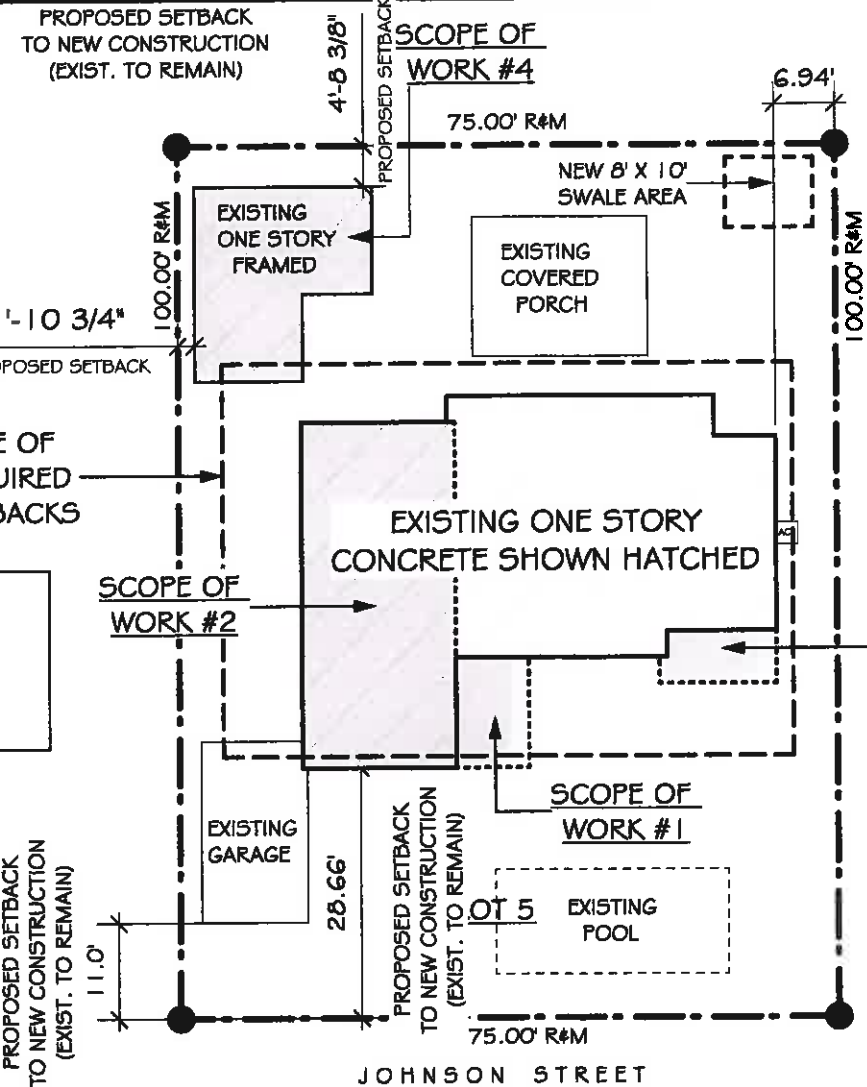 PROPOSED SETBACK
TO NEW CONSTRUCTION
(EXIST. TO REMAIN)
4'-8 3/8"
PROPOSED SETBACK
SCOPE OF
WORK #4
6.94'
75.00' R&M
NEW 8' X 10'
SWALE AREA
EXISTING
ONE STORY
FRAMED
EXISTING
COVERED
PORCH
100.00' R&M
100.00' R&M
'-10 3/4"
OPOSED SETBACK
E OF
UIRED
BACKS
EXISTING ONE STORY
CONCRETE SHOWN HATCHED
AC
SCOPE OF
WORK #2
SCOPE OF
WORK #1
EXISTING
GARAGE
28.66'
PROPOSED SETBACK
TO NEW CONSTRUCTION
(EXIST. TO REMAIN)
OT 5
EXISTING
POOL
PROPOSED SETBACK
TO NEW CONSTRUCTION
(EXIST. TO REMAIN)
11.0'
75.00' R&M
JOHNSON STREET